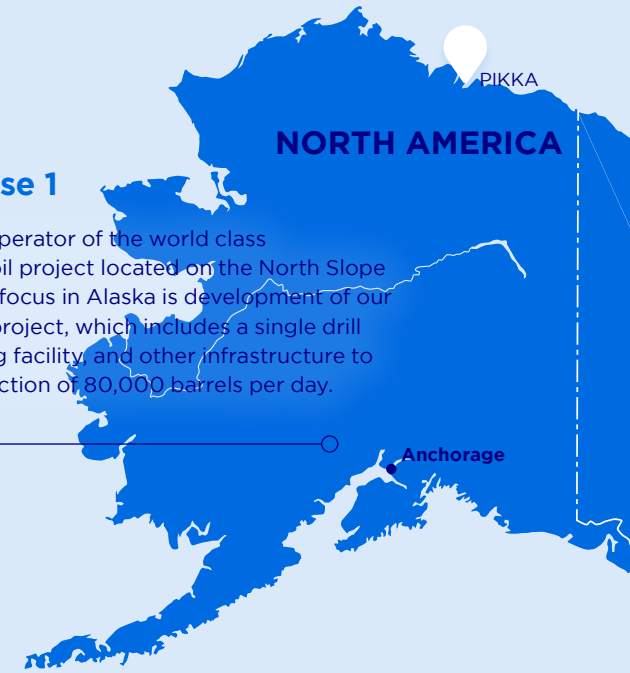 PIKKA
NORTH AMERICA
se 1
perator of the world class
oil project located on the North Slope
focus in Alaska is development of our
project, which includes a single drill
g facility, and other infrastructure to
ction of 80,000 barrels per day.
Anchorage